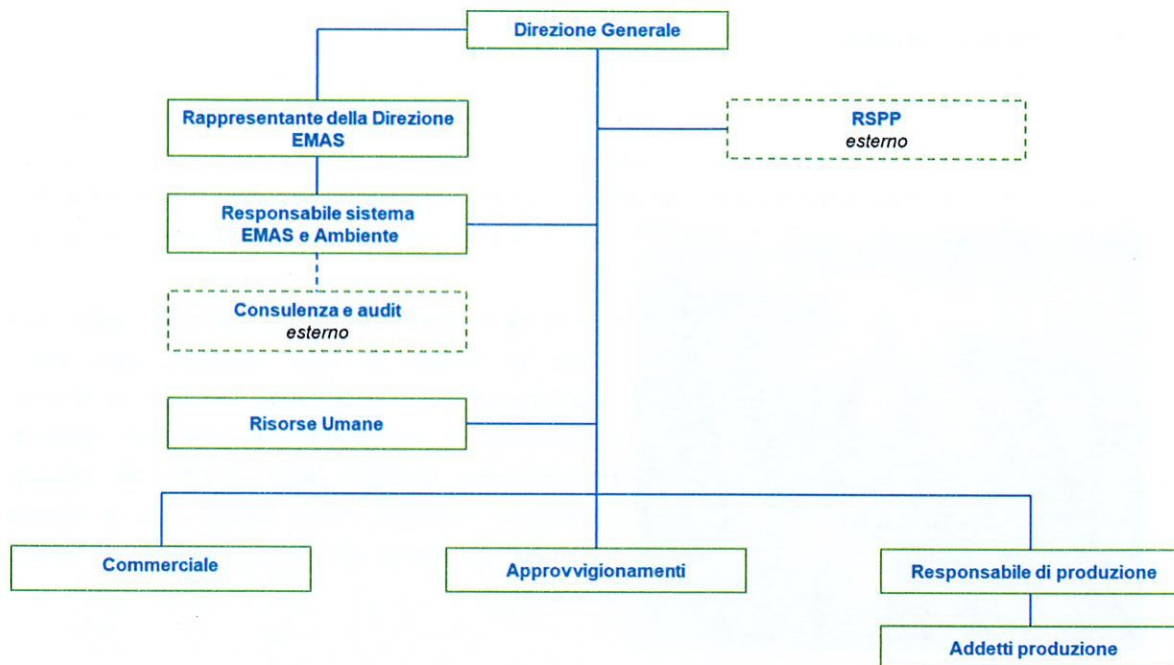 Direzione Generale
Rappresentante della Direzione
EMAS
RSPP
esterno
Responsabile sistema
EMAS e Ambiente
Consulenza e audit
esterno
Risorse Umane
Commerciale
Approvvigionamenti
Responsabile di produzione
Addetti produzione